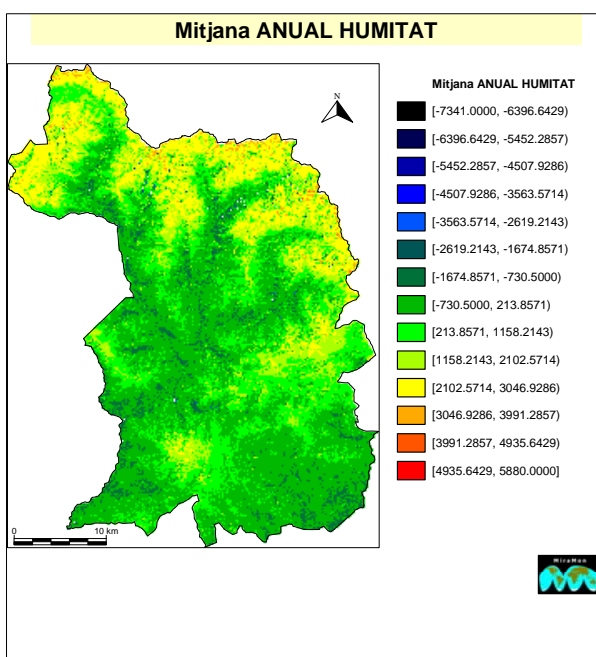 Mitjana ANUAL HUMITAT
Mitjana ANUAL HUMITAT
[-7341.0000, -6396.6429)
[-6396.6429, -5452.2857)
[-5452.2857, -4507.9286)
[-4507.9286, -3563.5714)
[-3563.5714, -2619.2143)
[-2619.2143, -1674.8571)
[-1674.8571, -730.5000)
[-730.5000, 213.8571)
[213.8571, 1158.2143)
[1158.2143, 2102.5714)
[2102.5714, 3046.9286)
[3046.9286, 3991.2857)
[3991.2857, 4935.6429)
[4935.6429, 5880.0000]
N
0 10 km
MiraMon